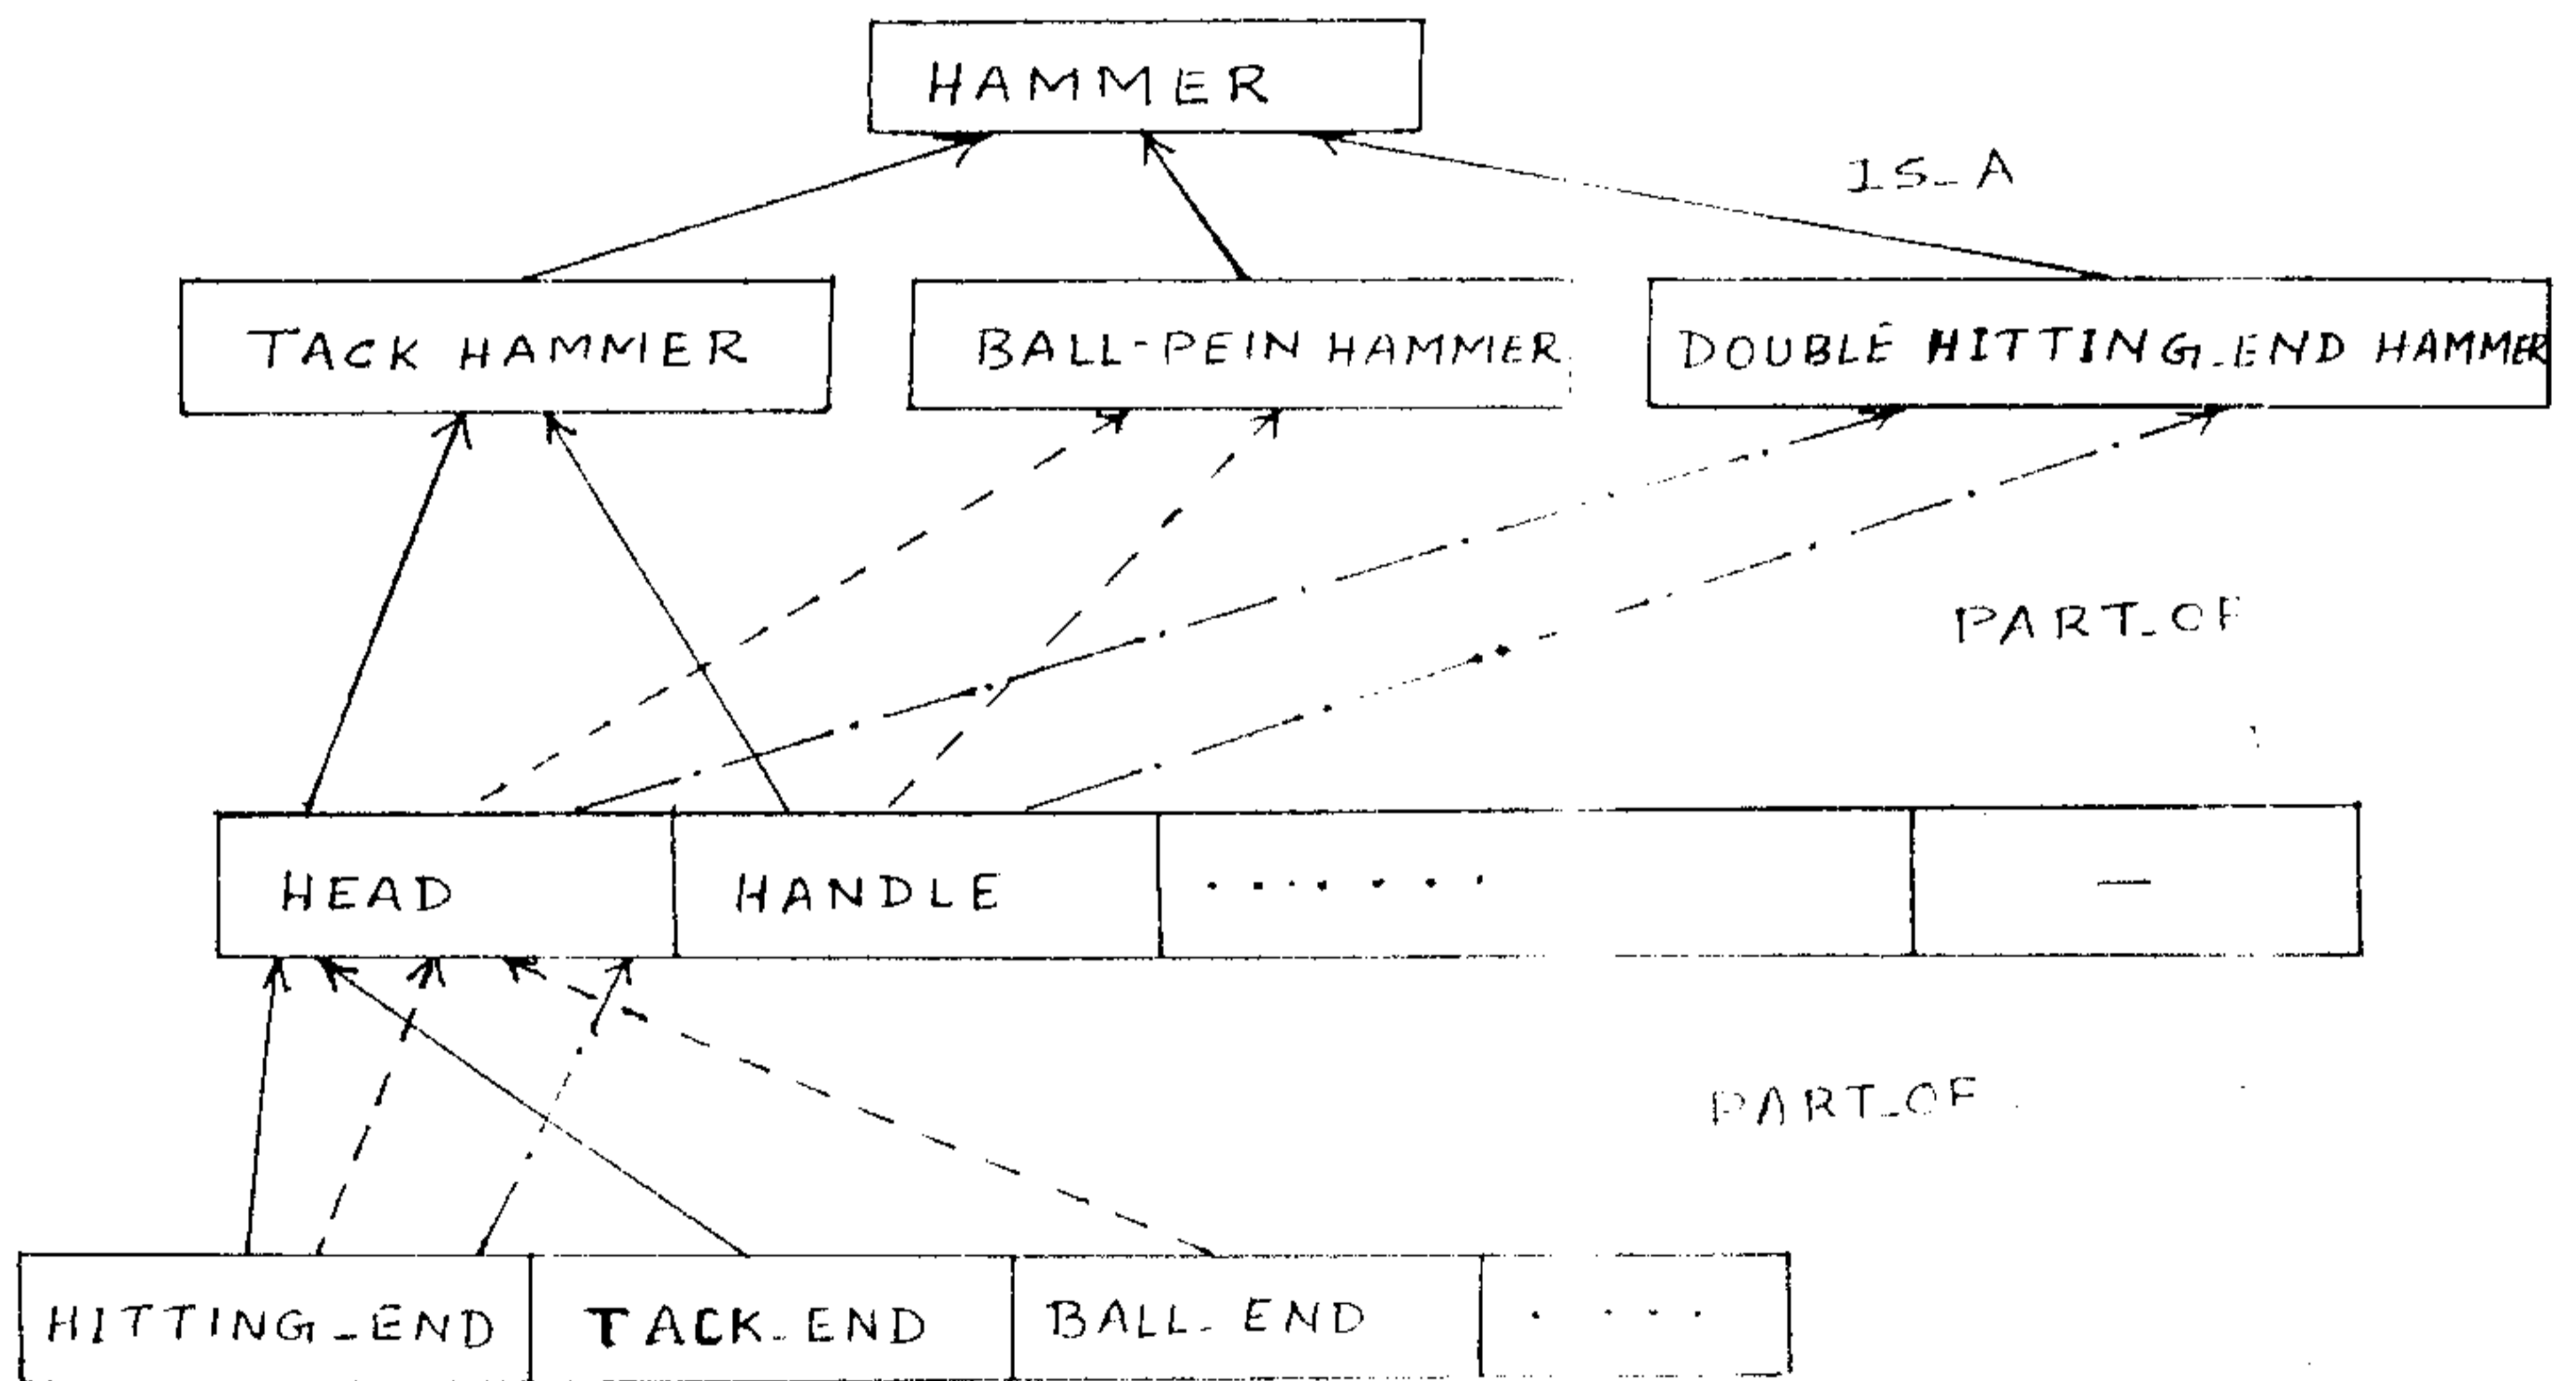 HAMMER
IS_A
TACK HAMMER
BALL-PEIN HAMMER
DOUBLE HITTING_END HAMMER
PART_OF
HEAD
HANDLE
.......
—
PART_OF
HITTING_END
TACK_END
BALL_END
....